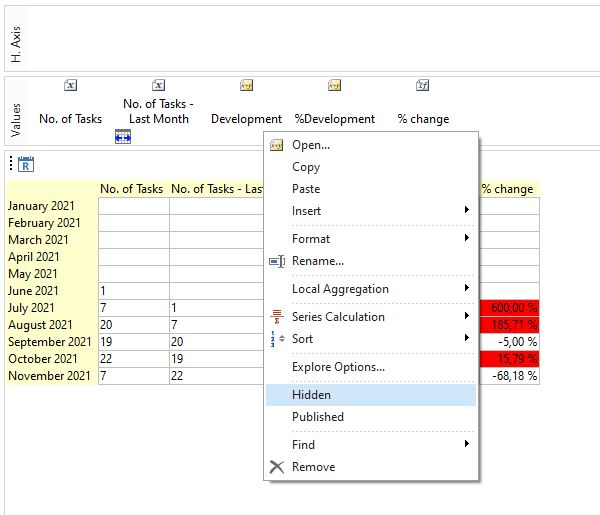 H. Axis
Values
No. of Tasks
No. of Tasks -
Last Month
Development
%Development
% change
R
No. of Tasks No. of Tasks - Last % change
January 2021
February 2021
March 2021
April 2021
May 2021
June 2021 1
July 2021 7 1 600,00 %
August 2021 20 7 185,71 %
September 2021 19 20 -5,00 %
October 2021 22 19 15,79 %
November 2021 7 22 -68,18 %
Open...
Copy
Paste
Insert
Format
Rename...
Local Aggregation
Series Calculation
Sort
Explore Options...
Hidden
Published
Find
Remove